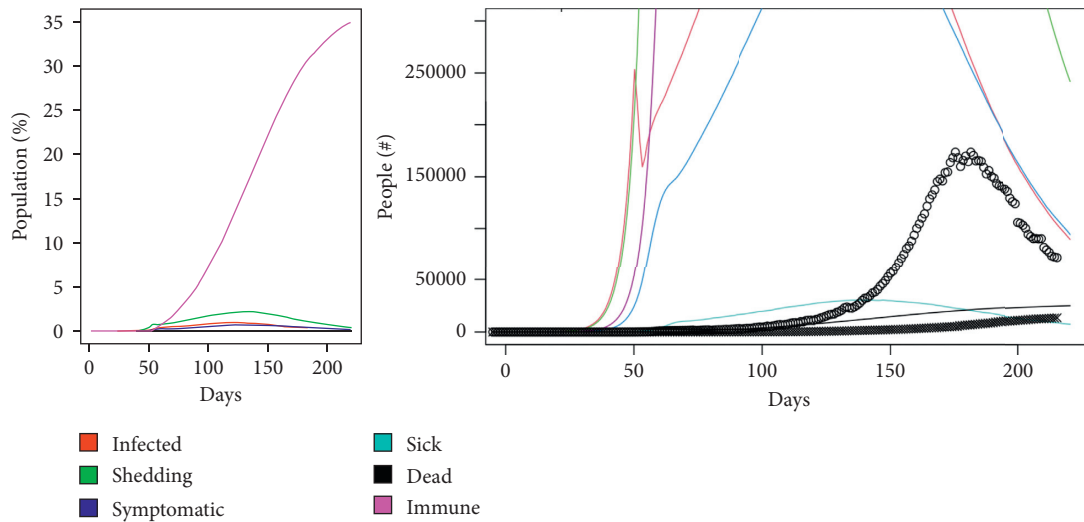 Population (%)
35
30
25
20
15
10
5
0
0 50 100 150 200
Days
People (#)
250000
150000
50000
0
0 50 100 150 200
Days
Infected
Shedding
Symptomatic
Sick
Dead
Immune